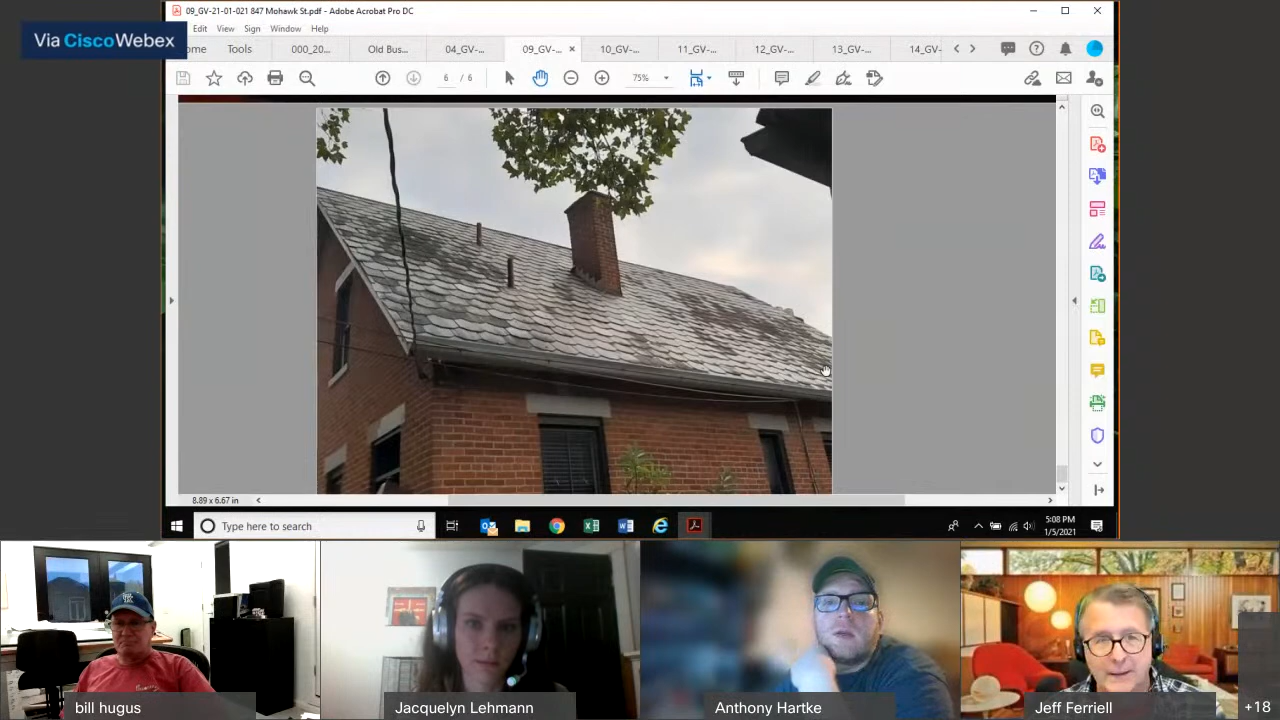 09_GV-21-01-021 847 Mohawk St.pdf - Adobe Acrobat Pro DC
Via Cisco Webex
Edit View Sign Window Help
ome Tools 000_20... Old Bus... 04_GV-... 09_GV-... × 10_GV-... 11_GV-... 12_GV-... 13_GV-... 14_GV-
6 / 6 75%
8.89 x 6.67 in
Type here to search
5:08 PM
1/5/2021
bill hugus Jacquelyn Lehmann Anthony Hartke Jeff Ferriell +18